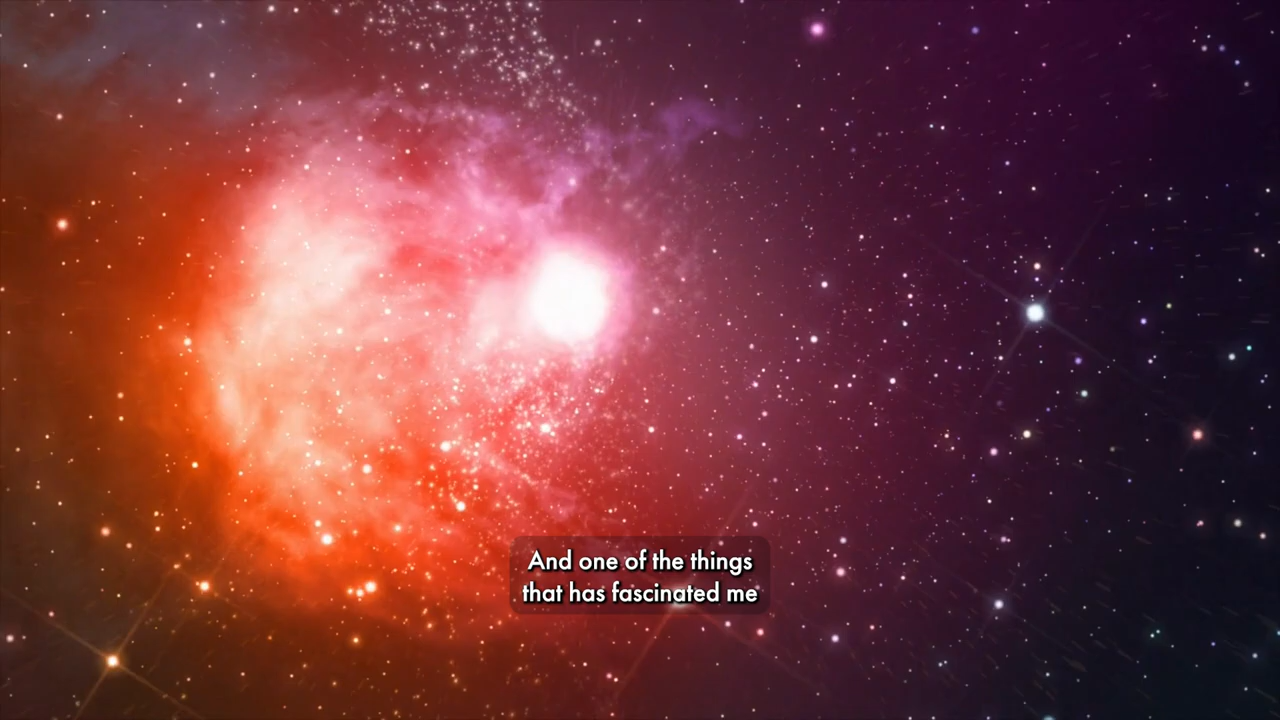 And one of the things
that has fascinated me